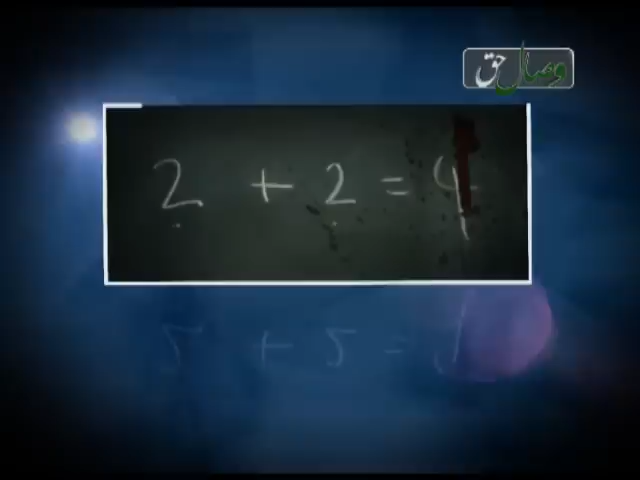 وصال حق
2 + 2 = 4